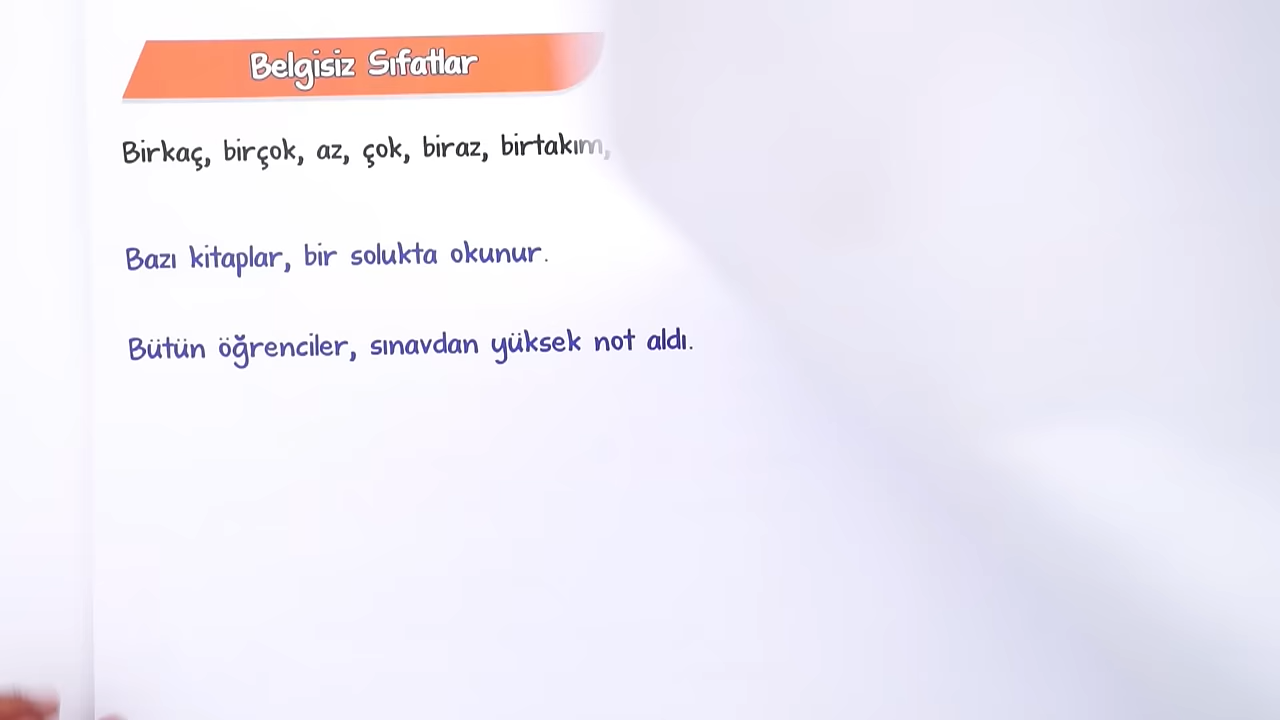 Belgisiz Sıfatlar
Birkaç, birçok, az, çok, biraz, birtakım,
Bazı kitaplar, bir solukta okunur.
Bütün öğrenciler, sınavdan yüksek not aldı.